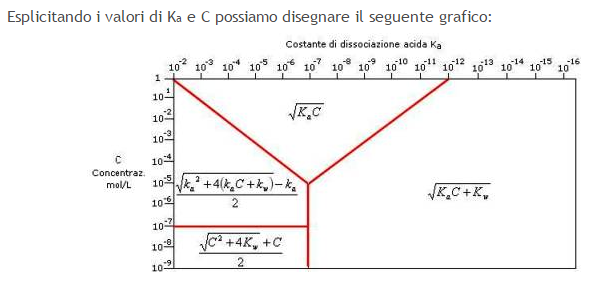 Esplicitando i valori di Ka e C possiamo disegnare il seguente grafico:
Costante di dissociazione acida Ka
10⁻² 10⁻³ 10⁻⁴ 10⁻⁵ 10⁻⁶ 10⁻⁷ 10⁻⁸ 10⁻⁹ 10⁻¹⁰ 10⁻¹¹ 10⁻¹² 10⁻¹³ 10⁻¹⁴ 10⁻¹⁵ 10⁻¹⁶
1
10¹
10⁻²
10⁻³
10⁻⁴
10⁻⁵
10⁻⁶
10⁻⁷
10⁻⁸
10⁻⁹
C
Concentraz.
mol/L
√(KₐC)
(√(kₐ² + 4(kₐC + k_w)) − kₐ) / 2
√(KₐC + K_w)
(√(C² + 4K_w) + C) / 2